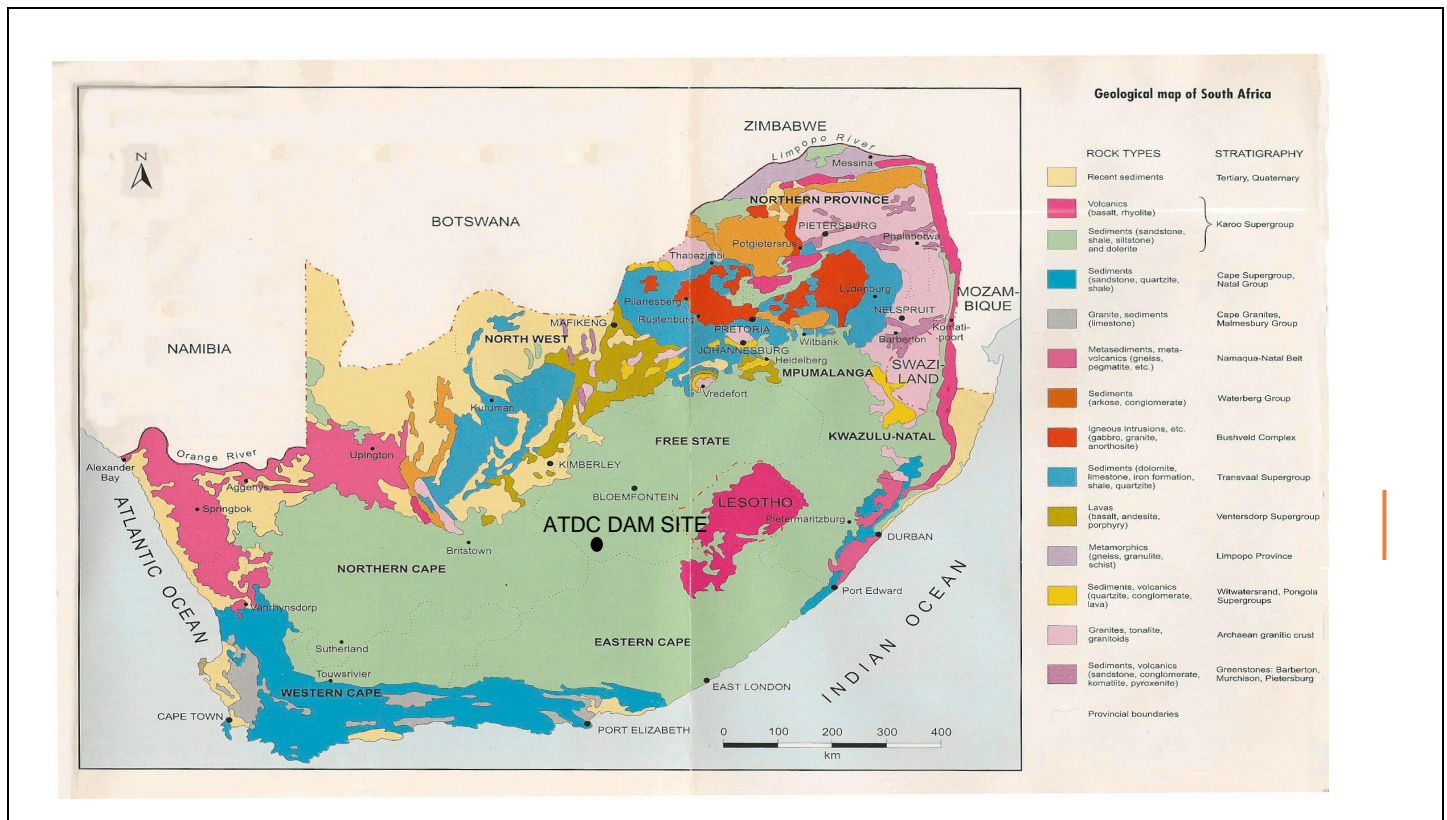 Geological map of South Africa
ZIMBABWE
Limpopo River
Messina
N
NORTHERN PROVINCE
BOTSWANA
PIETERSBURG
Phalaborwa
Potgietersrus
Thabazimbi
Lydenburg
MOZAM-
BIQUE
Pilanesberg
NELSPRUIT
Rustenburg
MAFIKENG
PRETORIA
Komati-
poort
NORTH WEST
Witbank
Barberton
NAMIBIA
JOHANNESBURG
Heidelberg
SWAZI-
LAND
MPUMALANGA
Vredefort
Kuruman
FREE STATE
KWAZULU-NATAL
Orange River
Upington
KIMBERLEY
Alexander
Bay
Aggenys
BLOEMFONTEIN
LESOTHO
Springbok
ATDC DAM SITE
Pietermaritzburg
DURBAN
Britstown
ATLANTIC OCEAN
NORTHERN CAPE
Port Edward
Vanrhynsdorp
EASTERN CAPE
Sutherland
INDIAN OCEAN
Touwsrivier
WESTERN CAPE
EAST LONDON
CAPE TOWN
PORT ELIZABETH
0 100 200 300 400
km
ROCK TYPES STRATIGRAPHY
Recent sediments Tertiary, Quaternary
Volcanics
(basalt, rhyolite)
Karoo Supergroup
Sediments (sandstone,
shale, siltstone)
and dolerite
Sediments Cape Supergroup,
(sandstone, quartzite, Natal Group
shale)
Granite, sediments Cape Granites,
(limestone) Malmesbury Group
Metasediments, meta-
volcanics (gneiss, Namaqua-Natal Belt
pegmatite, etc.)
Sediments Waterberg Group
(arkose, conglomerate)
Igneous intrusions, etc.
(gabbro, granite, Bushveld Complex
anorthosite)
Sediments (dolomite,
limestone, iron formation, Transvaal Supergroup
shale, quartzite)
Lavas
(basalt, andesite, Ventersdorp Supergroup
porphyry)
Metamorphics
(gneiss, granulite, Limpopo Province
schist)
Sediments, volcanics Witwatersrand, Pongola
(quartzite, conglomerate, Supergroups
lava)
Granites, tonalite, Archaean granitic crust
granitoids
Sediments, volcanics Greenstones: Barberton,
(sandstone, conglomerate, Murchison, Pietersburg
komatiite, pyroxenite)
Provincial boundaries